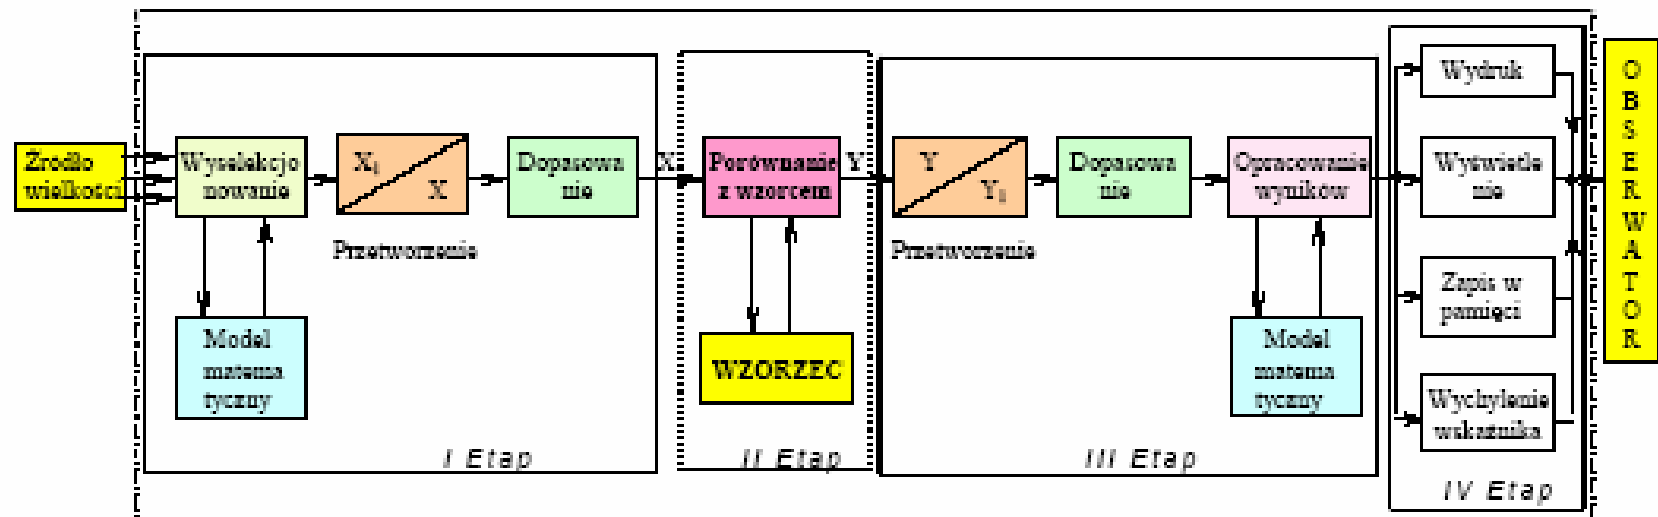 Źródło
wielkości
Wyselekcjo
nowanie
X₁
X
Przetworzenie
Dopasowa
nie
Model
matema
tyczny
I Etap
X
Porównanie
z wzorcem
WZORZEC
II Etap
Y
Y
Y₁
Przetworzenie
Dopasowa
nie
Opracowanie
wyników
Model
matema
tyczny
III Etap
Wydruk
Wyświetle
nie
Zapis w
pamięci
Wychylenie
wskaźnika
IV Etap
O
B
S
E
R
W
A
T
O
R